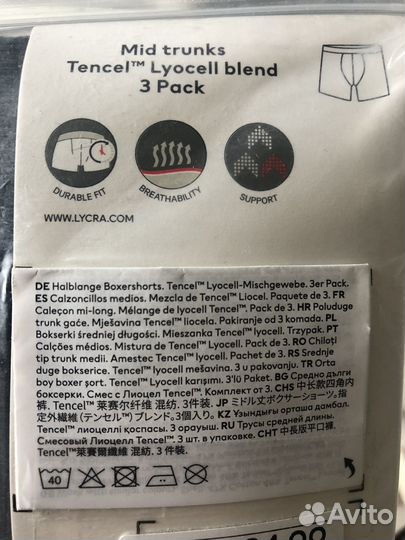 Mid trunks
Tencel™ Lyocell blend
3 Pack
DURABLE FIT
BREATHABILITY
SUPPORT
WWW.LYCRA.COM
DE Halblange Boxershorts. Tencel™ Lyocell-Mischgewebe. 3er Pack.
ES Calzoncillos medios. Mezcla de Tencel™ Liocel. Paquete de 3. FR
Caleçon mi-long. Mélange de lyocell Tencel™. Pack de 3. HR Poluduge
trunk gaće. Mješavina Tencel™ liocela. Pakiranje od 3 komada. PL
Bokserki średniej długości. Mieszanka Tencel™ lyocell. Trzypak. PT
Calções médios. Mistura de Tencel™ Lyocell. Pack de 3. RO Chiloți
tip trunk medii. Amestec Tencel™ Lyocell. Pachet de 3. RS Srednje
duge bokserice. Tencel™ lyocell mešavina. 3 u pakovanju. TR Orta
boy boxer şort. Tencel™ Lyocell karışımı. 3'lü Paket. BG Средно дълги
боксерки. Смес с Лиоцел Tencel™. Комплект от 3. CHS 中长款四角内
裤. Tencel™ 莱赛尔纤维 混纺. 3件装. JP ミドル丈ボクサーショーツ。指
定外繊維 (テンセル™) ブレンド。3個入り。KZ Ұзындығы орташа дамбал.
Tencel™ лиоцеллі қоспасы. 3 орауыш. RU Трусы средней длины.
Смесовый Лиоцелл Tencel™. 3 шт. в упаковке. CHT 中長版平口褲.
Tencel™萊賽爾纖維 混紡. 3 件裝.
40
Avito